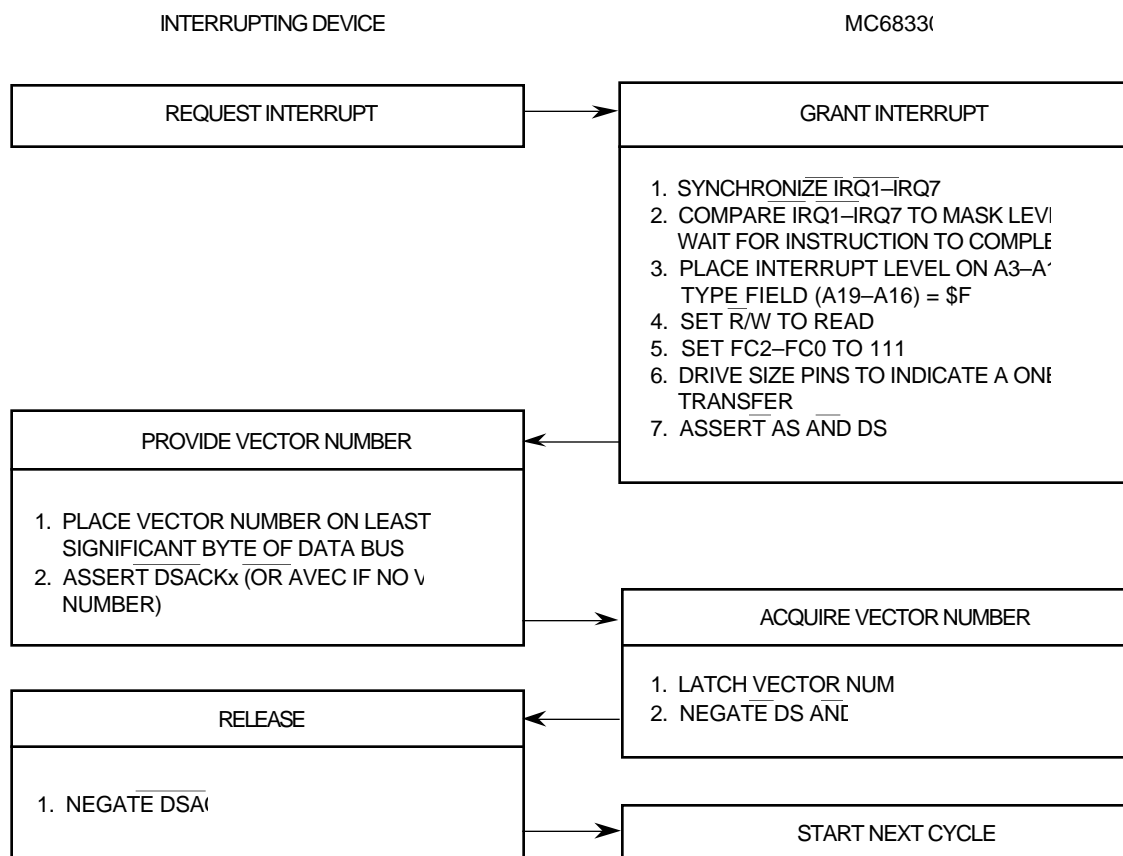 INTERRUPTING DEVICE
MC68330
REQUEST INTERRUPT
GRANT INTERRUPT
1. SYNCHRONIZE IRQ1–IRQ7
2. COMPARE IRQ1–IRQ7 TO MASK
WAIT FOR INSTRUCTION TO
3. PLACE INTERRUPT LEVEL ON
TYPE FIELD (A19–A16) = $F
4. SET R/W TO READ
5. SET FC2–FC0 TO 111
6. DRIVE SIZE PINS TO INDICATE A
TRANSFER
7. ASSERT AS AND DS
PROVIDE VECTOR NUMBER
1. PLACE VECTOR NUMBER ON LEAST
SIGNIFICANT BYTE OF DATA BUS
2. ASSERT DSACKx (OR AVEC IF NO
NUMBER)
ACQUIRE VECTOR NUMBER
1. LATCH VECTOR NUM
2. NEGATE DS
RELEASE
1. NEGATE
START NEXT CYCLE